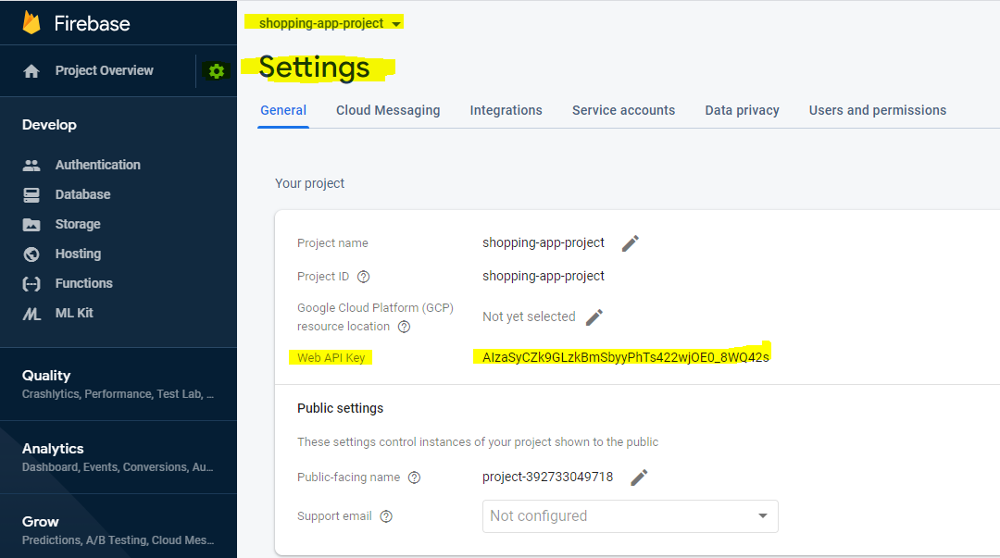 Firebase
shopping-app-project
Project Overview
Settings
General Cloud Messaging Integrations Service accounts Data privacy Users and permissions
Develop
Authentication
Database
Storage
Hosting
Functions
ML Kit
Quality
Crashlytics, Performance, Test Lab, ...
Analytics
Dashboard, Events, Conversions, Au...
Grow
Predictions, A/B Testing, Cloud Mes...
Your project
Project name shopping-app-project
Project ID shopping-app-project
Google Cloud Platform (GCP)
resource location Not yet selected
Web API Key AIzaSyCZk9GLzkBmSbyyPhTs422wjOE0_8WQ42s
Public settings
These settings control instances of your project shown to the public
Public-facing name project-392733049718
Support email Not configured